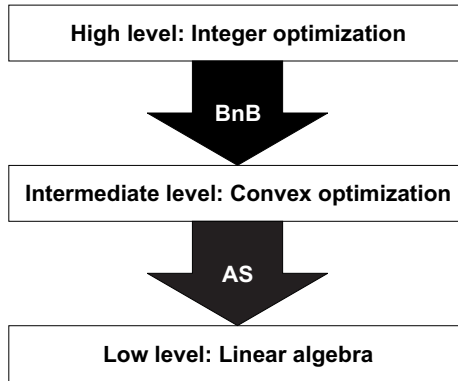 High level: Integer optimization
BnB
Intermediate level: Convex optimization
AS
Low level: Linear algebra